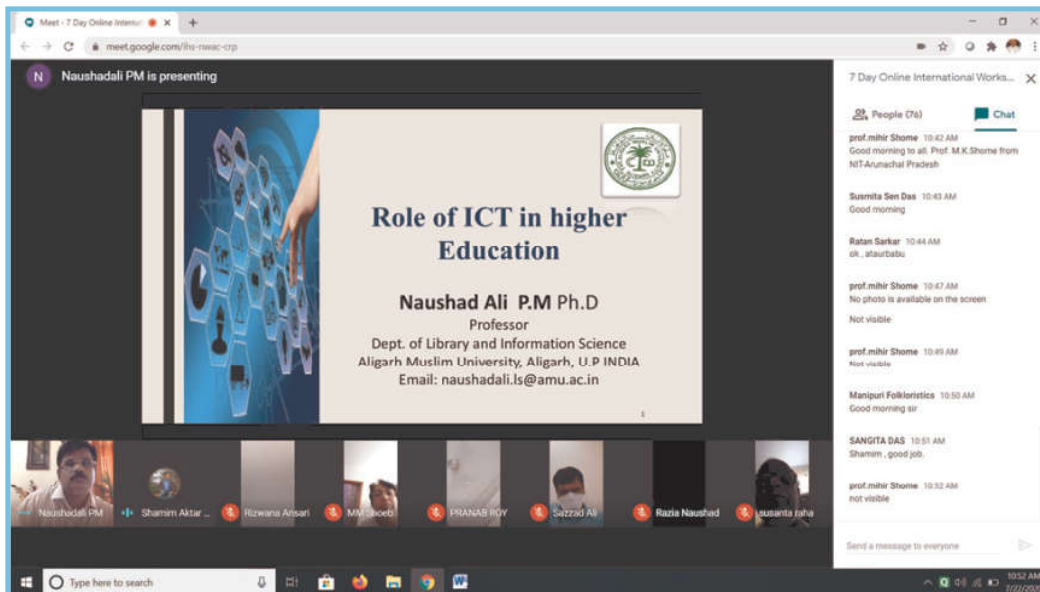 Meet - 7 Day Online Internat
meet.google.com/ihs-nwac-crp
N Naushadali PM is presenting
Role of ICT in higher
Education
Naushad Ali P.M Ph.D
Professor
Dept. of Library and Information Science
Aligarh Muslim University, Aligarh, U.P INDIA
Email: naushadali.ls@amu.ac.in
1
Naushadali PM
Shamim Aktar ...
Rizwana Ansari
MM Shoeb
PRANAB ROY
Sazzad Ali
Razia Naushad
susanta raha
7 Day Online International Works...
People (76)
Chat
prof.mihir Shome 10:42 AM
Good morning to all. Prof. M.K.Shome from
NIT-Arunachal Pradesh
Susmita Sen Das 10:43 AM
Good morning
Ratan Sarkar 10:44 AM
ok , ataurbabu
prof.mihir Shome 10:47 AM
No photo is available on the screen
Not visible
prof.mihir Shome 10:49 AM
Not visible
Manipuri Folkloristics 10:50 AM
Good morning sir
SANGITA DAS 10:51 AM
Shamim , good job.
prof.mihir Shome 10:52 AM
not visible
Send a message to everyone
Type here to search
10:52 AM